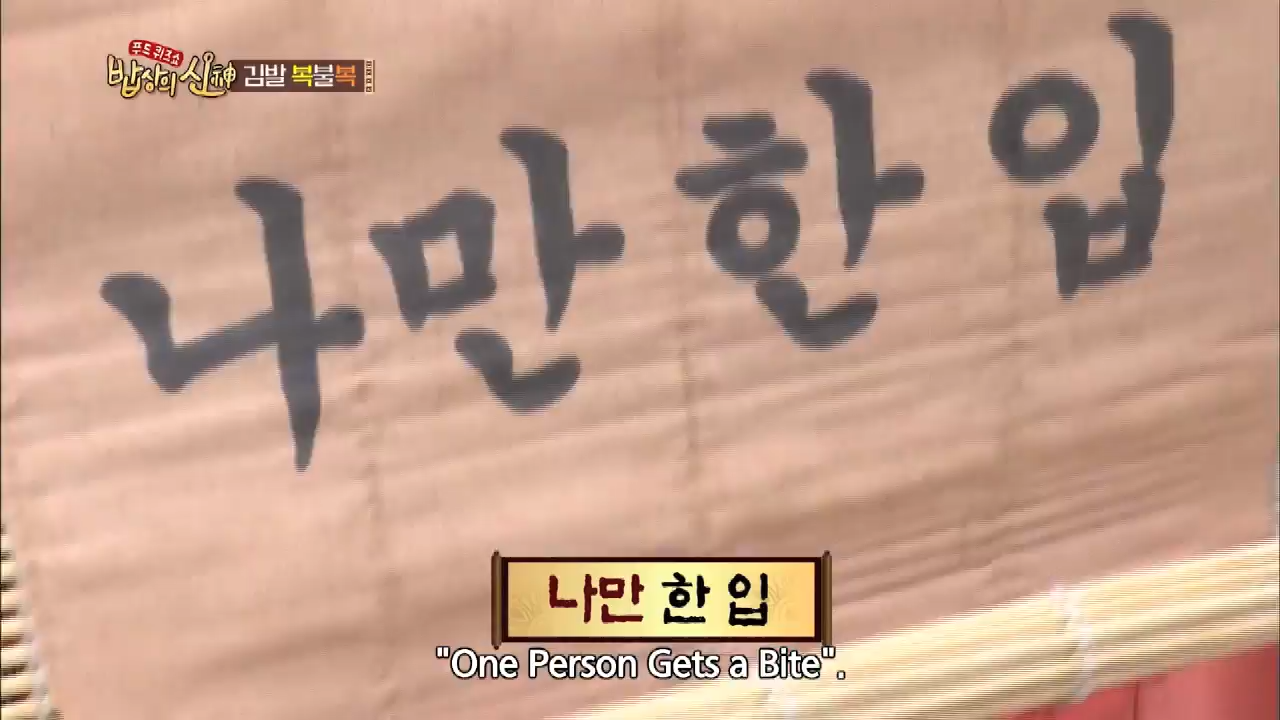 푸드 퀴즈쇼
밥상의 신神 김발 복불복
나만 한 입
나만 한 입
"One Person Gets a Bite".